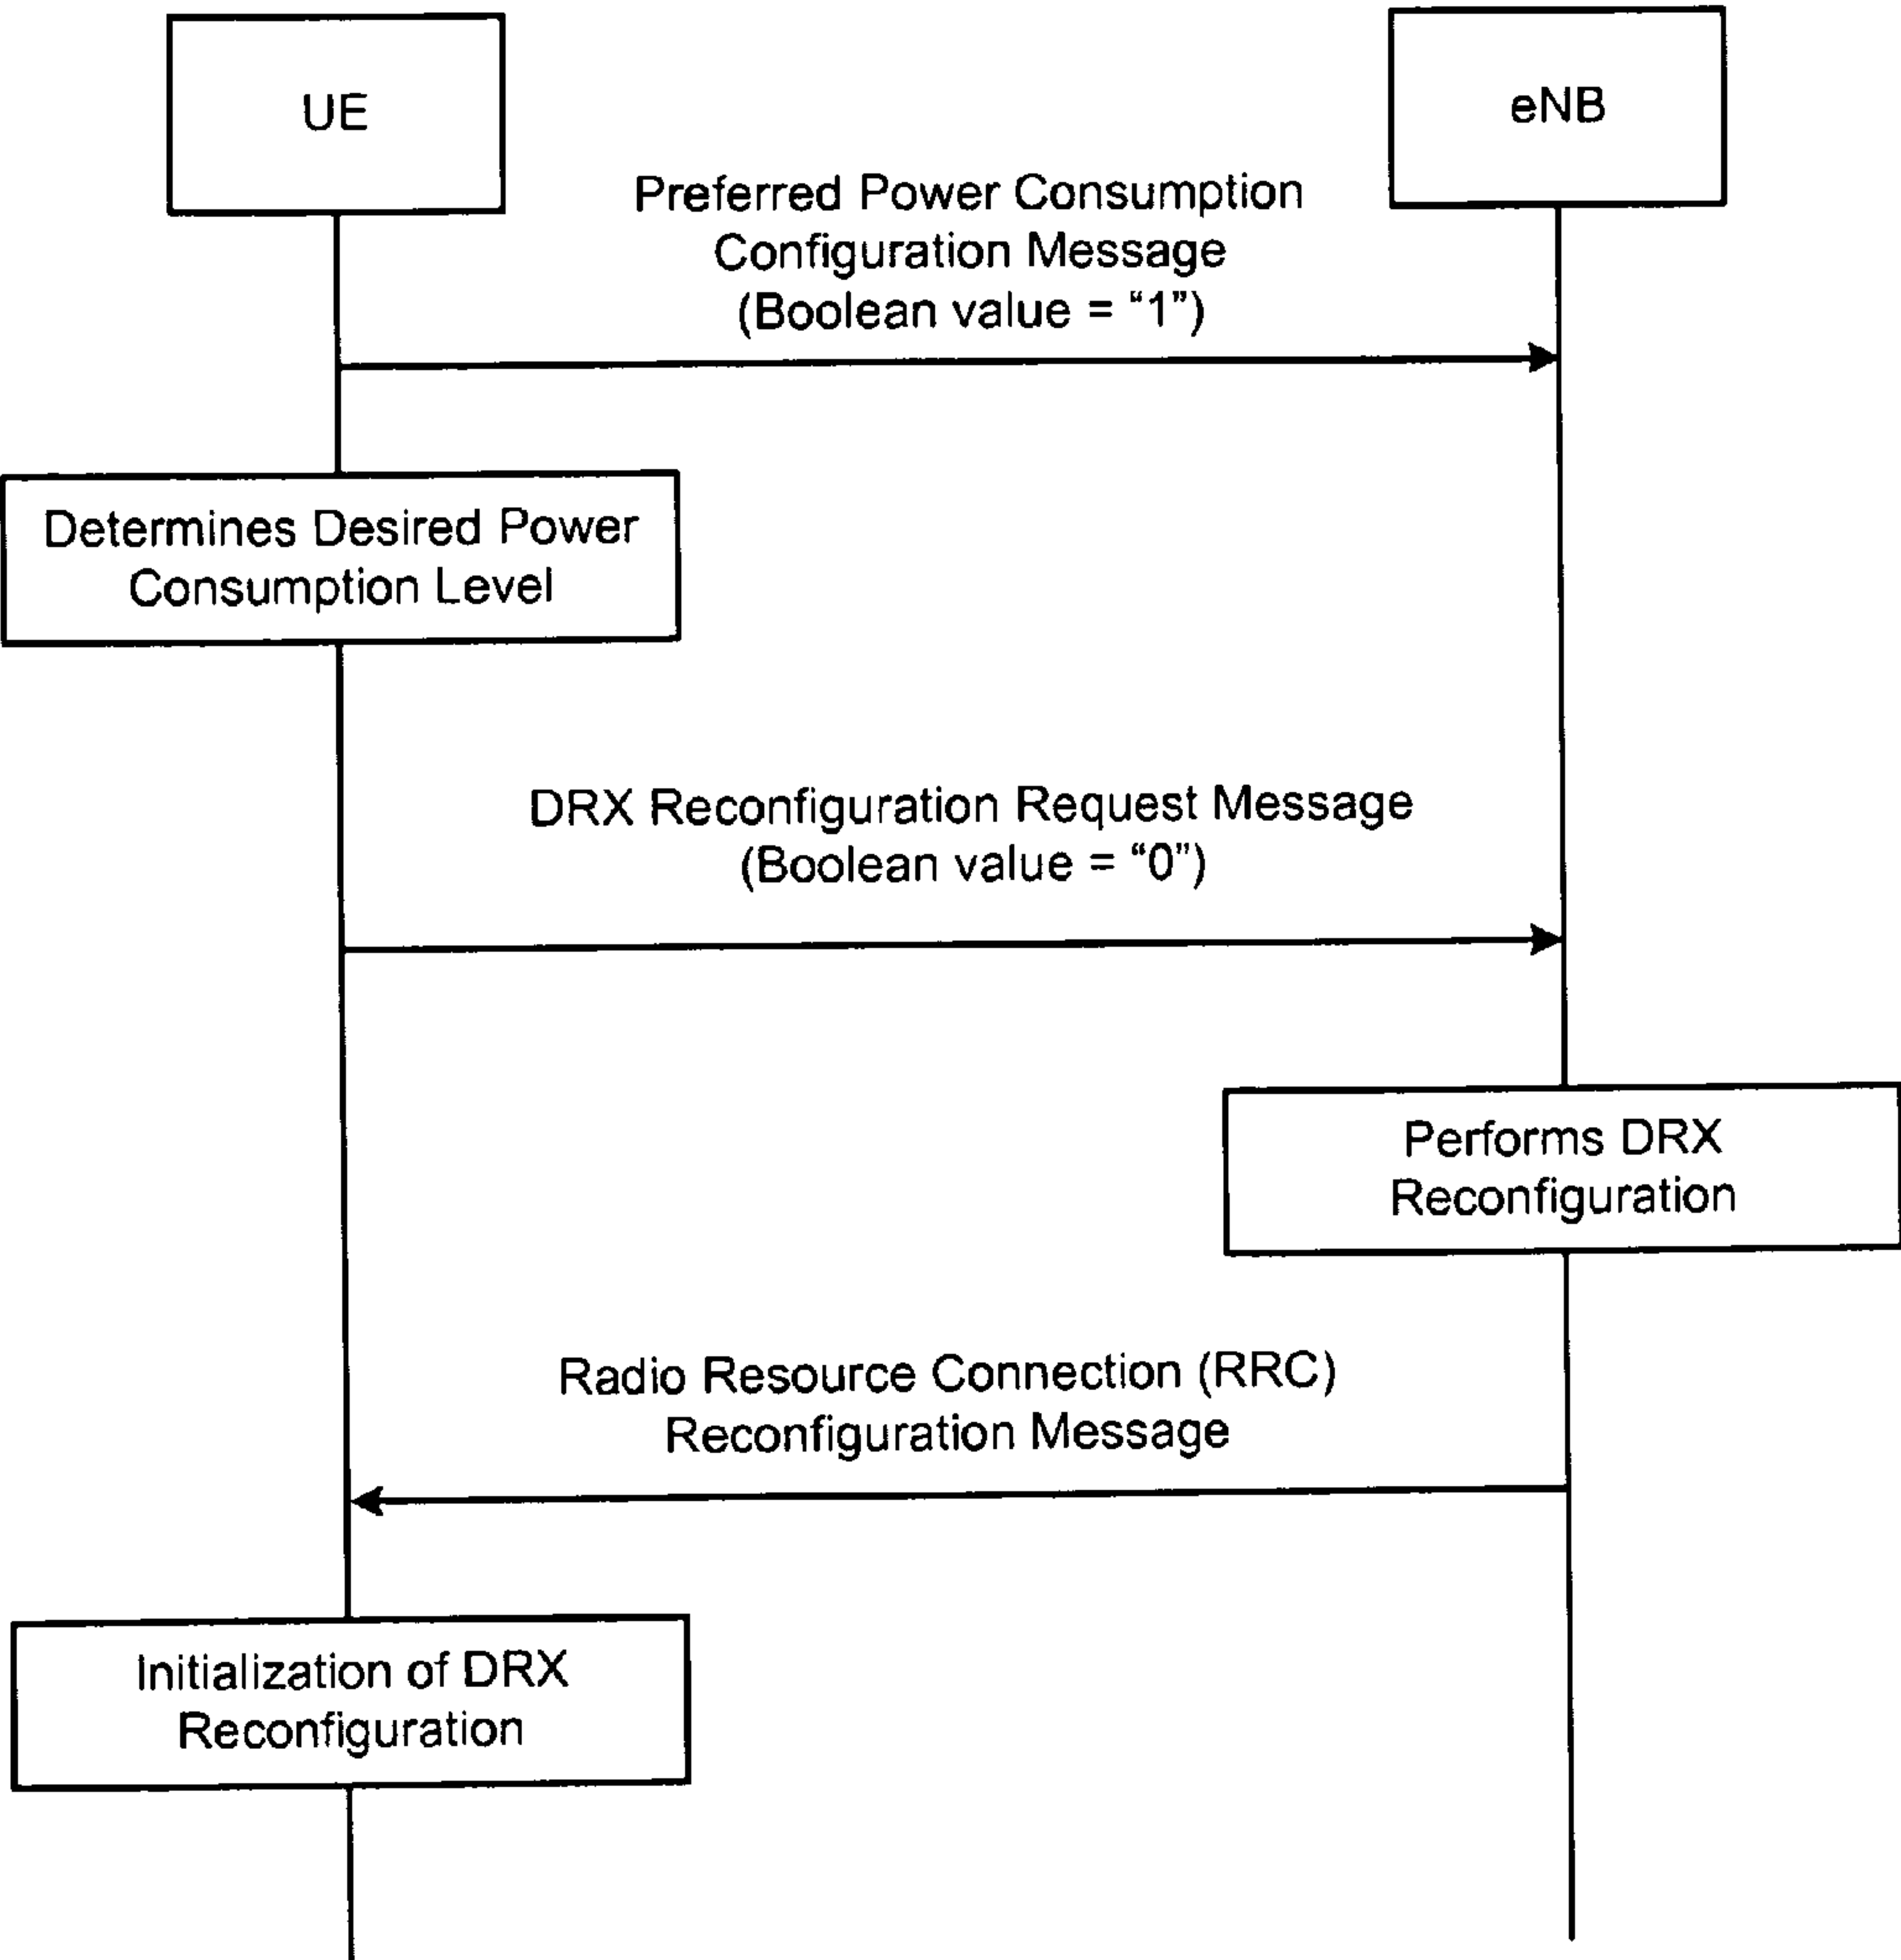 UE
eNB
Preferred Power Consumption
Configuration Message
(Boolean value = “1”)
Determines Desired Power
Consumption Level
DRX Reconfiguration Request Message
(Boolean value = “0”)
Performs DRX
Reconfiguration
Radio Resource Connection (RRC)
Reconfiguration Message
Initialization of DRX
Reconfiguration